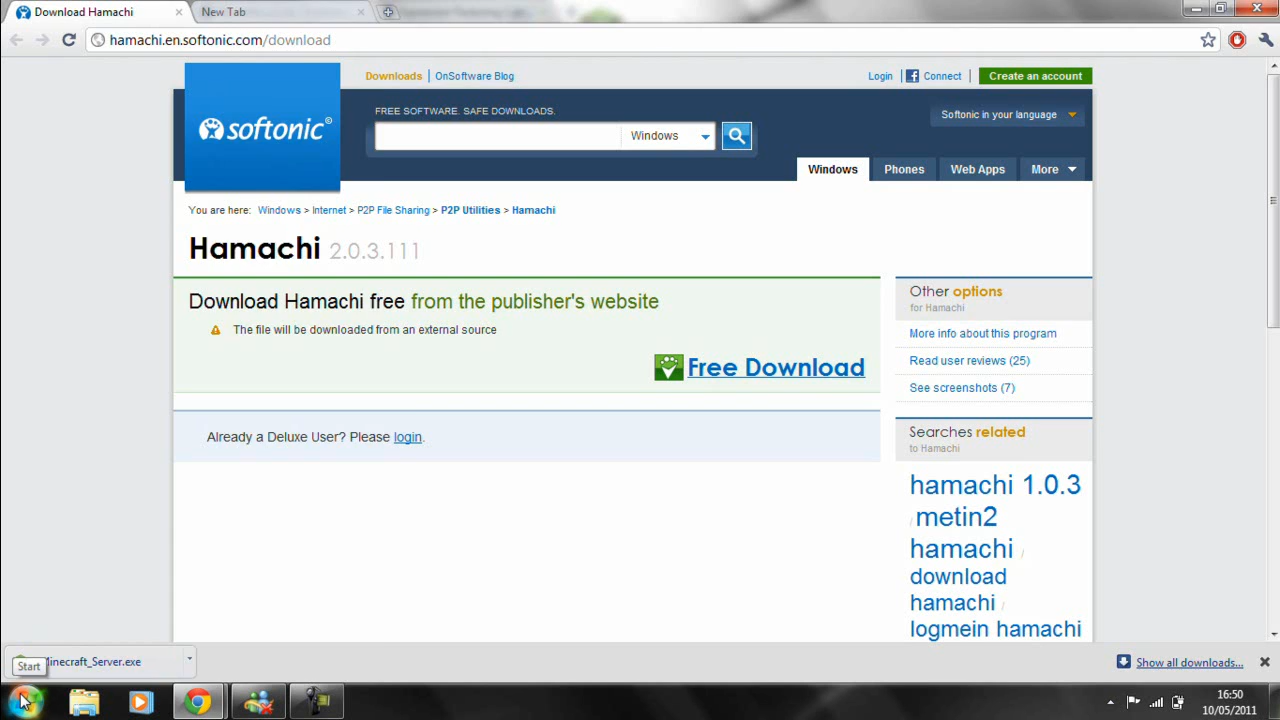 Download Hamachi
New Tab
hamachi.en.softonic.com/download
Downloads
OnSoftware Blog
Login
Connect
Create an account
softonic
FREE SOFTWARE. SAFE DOWNLOADS.
Windows
Softonic in your language
Windows
Phones
Web Apps
More
You are here: Windows > Internet > P2P File Sharing > P2P Utilities > Hamachi
Hamachi 2.0.3.111
Download Hamachi free from the publisher's website
The file will be downloaded from an external source
Free Download
Already a Deluxe User? Please login.
Other options
for Hamachi
More info about this program
Read user reviews (25)
See screenshots (7)
Searches related
to Hamachi
hamachi 1.0.3
/ metin2
hamachi /
download
hamachi /
logmein hamachi
inecraft_Server.exe
Start
Show all downloads...
16:50
10/05/2011